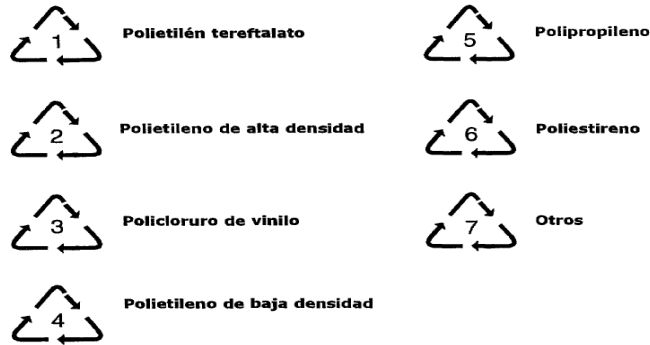 1 Polietilén tereftalato
2 Polietileno de alta densidad
3 Policloruro de vinilo
4 Polietileno de baja densidad
5 Polipropileno
6 Poliestireno
7 Otros